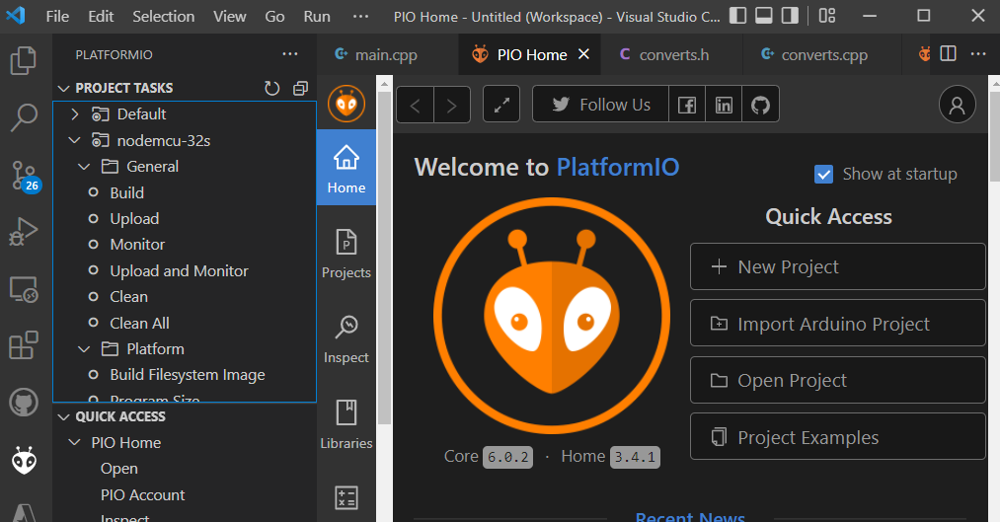 File Edit Selection View Go Run ··· PIO Home - Untitled (Workspace) - Visual Studio C...
PLATFORMIO ···
main.cpp PIO Home converts.h converts.cpp ···
PROJECT TASKS
Default
nodemcu-32s
General
Build
Upload
Monitor
Upload and Monitor
Clean
Clean All
Platform
Build Filesystem Image
Program Size
QUICK ACCESS
PIO Home
Open
PIO Account
Inspect
26
Home
Projects
Inspect
Libraries
Follow Us
Welcome to PlatformIO
Show at startup
Quick Access
New Project
Import Arduino Project
Open Project
Project Examples
Core 6.0.2 · Home 3.4.1
Recent News